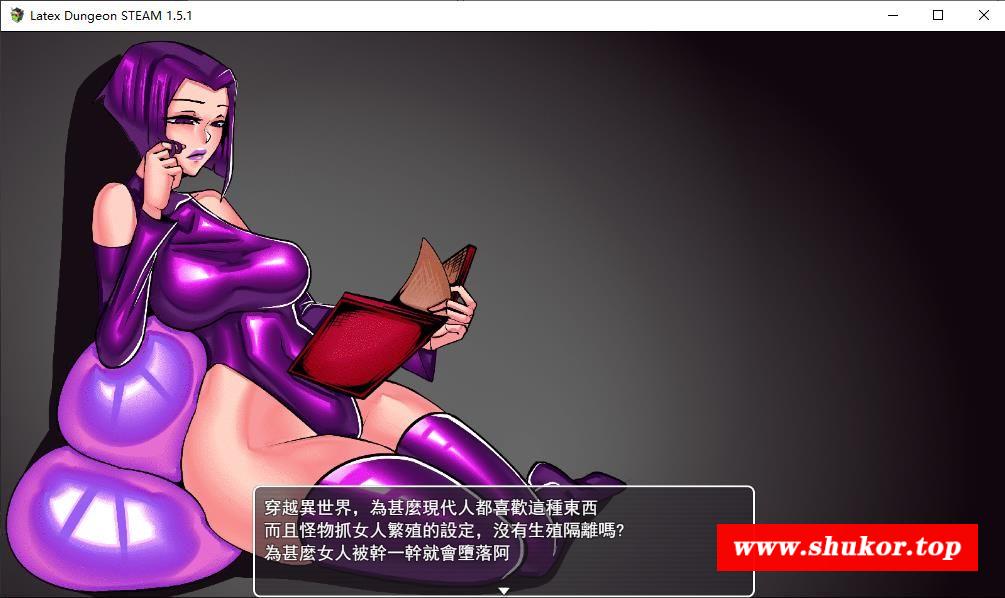 Latex Dungeon STEAM 1.5.1
穿越異世界，為甚麼現代人都喜歡這種東西
而且怪物抓女人繁殖的設定，沒有生殖隔離嗎?
為甚麼女人被幹一幹就會墮落阿
www.shukor.top